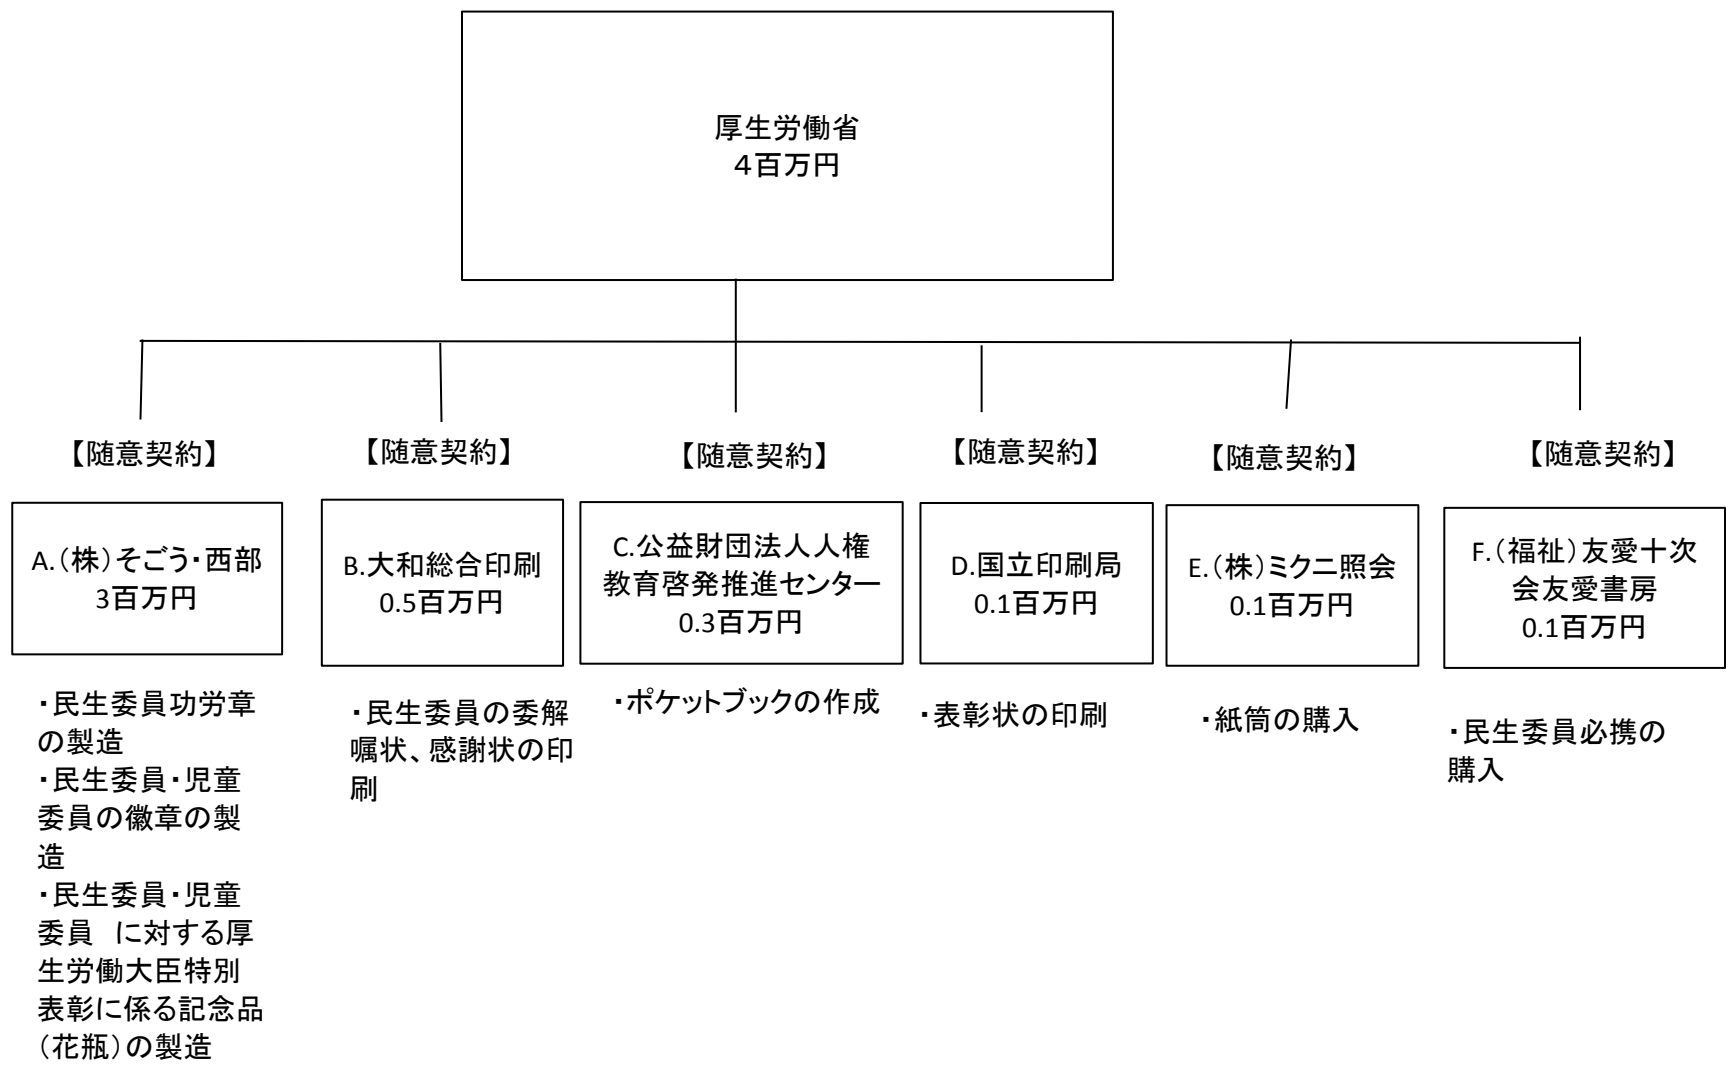 厚生労働省
4百万円
【随意契約】
【随意契約】
【随意契約】
【随意契約】
【随意契約】
【随意契約】
A.（株）そごう・西部
3百万円
B.大和総合印刷
0.5百万円
C.公益財団法人人権
教育啓発推進センター
0.3百万円
D.国立印刷局
0.1百万円
E.（株）ミクニ照会
0.1百万円
F.（福祉）友愛十次
会友愛書房
0.1百万円
・民生委員功労章
の製造
・民生委員・児童
委員の徽章の製
造
・民生委員・児童
委員　に対する厚
生労働大臣特別
表彰に係る記念品
（花瓶）の製造
・民生委員の委解
嘱状、感謝状の印
刷
・ポケットブックの作成
・表彰状の印刷
・紙筒の購入
・民生委員必携の
購入